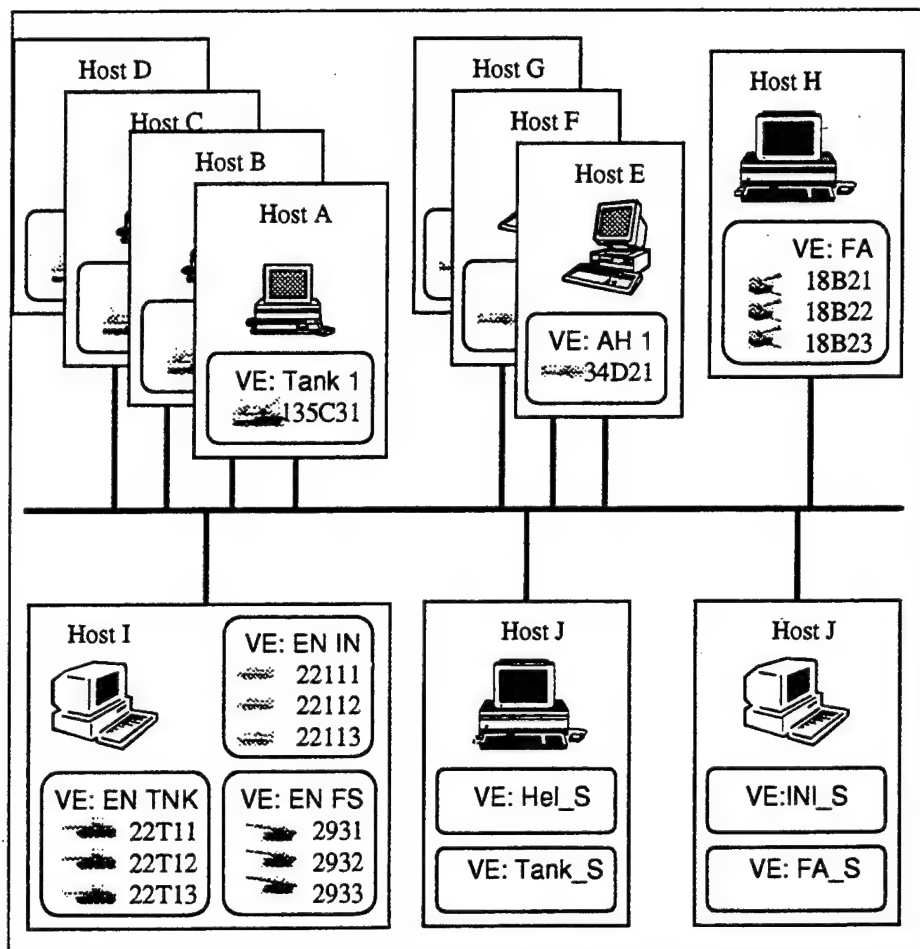 Host D
Host C
Host B
Host A
VE: Tank 1
135C31
Host G
Host F
Host E
VE: AH 1
34D21
Host H
VE: FA
18B21
18B22
18B23
Host I
VE: EN IN
22111
22112
22113
VE: EN TNK
22T11
22T12
22T13
VE: EN FS
2931
2932
2933
Host J
VE: Hel_S
VE: Tank_S
Host J
VE:INI_S
VE: FA_S